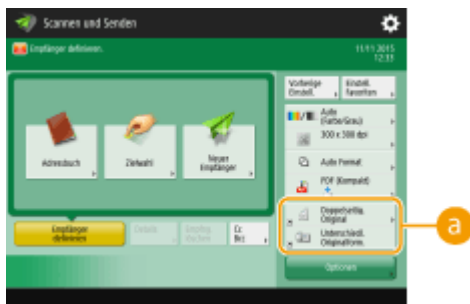 Scannen und Senden
Empfänger definieren.
11/11 2015
12:33
Vorherige
Einstell.
Einstell.
Favoriten
Auto
(Farbe/Grau)
300 x 300 dpi
Adressbuch
Zielwahl
Neuer
Empfänger
Auto Format
PDF (Kompakt)
Doppelseitig.
Original
Unterschiedl.
Originalform.
a
Empfänger
definieren
Details
Empfäng.
löschen
Cc
Bcc
Optionen